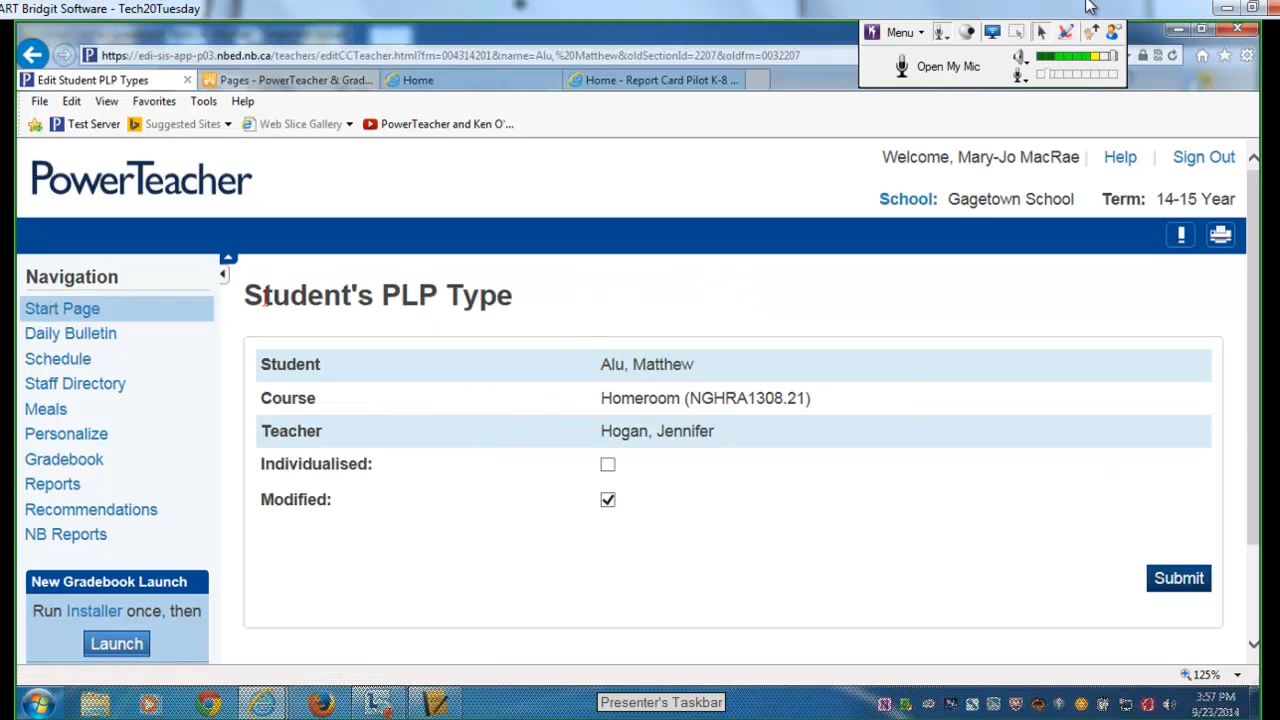 ART Bridgit Software - Tech20Tuesday
Menu
Open My Mic
https://edi-sis-app-p03.nbed.nb.ca/teachers/editCCTeacher.html?frn=004314201&name=Alu,%20Matthew&oldSectionId=2207&oldfrn=0032207
Edit Student PLP Types
Pages - PowerTeacher & Grad...
Home
Home - Report Card Pilot K-8 ...
File Edit View Favorites Tools Help
Test Server Suggested Sites Web Slice Gallery PowerTeacher and Ken O'...
PowerTeacher
Welcome, Mary-Jo MacRae Help Sign Out
School: Gagetown School Term: 14-15 Year
Navigation
Start Page
Daily Bulletin
Schedule
Staff Directory
Meals
Personalize
Gradebook
Reports
Recommendations
NB Reports
New Gradebook Launch
Run Installer once, then
Launch
Student's PLP Type
Student Alu, Matthew
Course Homeroom (NGHRA1308.21)
Teacher Hogan, Jennifer
Individualised:
Modified:
Submit
125%
Presenter's Taskbar
3:57 PM
9/23/2014